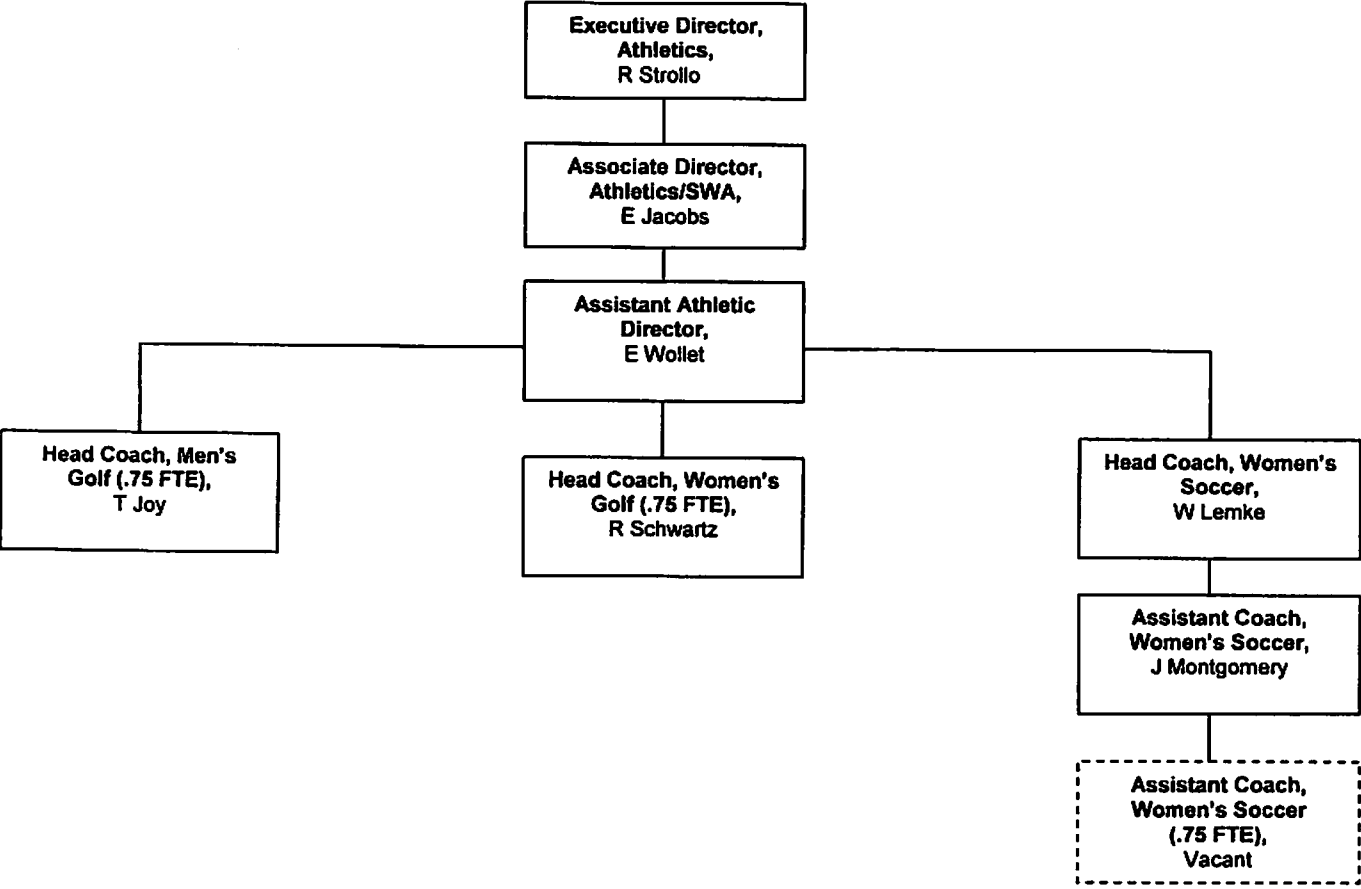 Executive Director,
Athletics,
R Strollo
Associate Director,
Athletics/SWA,
E Jacobs
Assistant Athletic
Director,
E Wollet
Head Coach, Men's
Golf (.75 FTE),
T Joy
Head Coach, Women's
Golf (.75 FTE),
R Schwartz
Head Coach, Women's
Soccer,
W Lemke
Assistant Coach,
Women's Soccer,
J Montgomery
Assistant Coach,
Women's Soccer
(.75 FTE),
Vacant